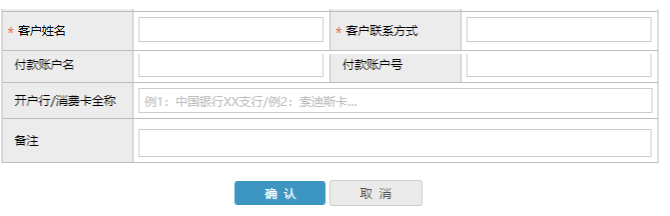 * 客户姓名 * 客户联系方式
付款账户名 付款账户号
开户行/消费卡全称 例1：中国银行XX支行/例2：索迪斯卡...
备注
确 认 取 消